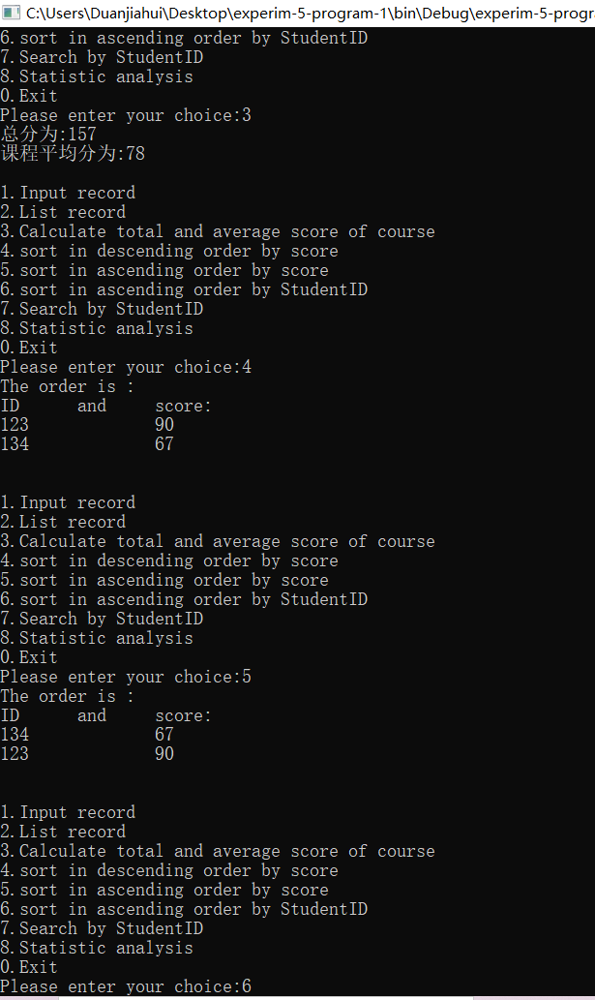 C:\Users\Duanjiahui\Desktop\experim-5-program-1\bin\Debug\experim-5-progr
6.sort in ascending order by StudentID
7.Search by StudentID
8.Statistic analysis
0.Exit
Please enter your choice:3
总分为:157
课程平均分为:78
1.Input record
2.List record
3.Calculate total and average score of course
4.sort in descending order by score
5.sort in ascending order by score
6.sort in ascending order by StudentID
7.Search by StudentID
8.Statistic analysis
0.Exit
Please enter your choice:4
The order is :
ID and score:
123 90
134 67
1.Input record
2.List record
3.Calculate total and average score of course
4.sort in descending order by score
5.sort in ascending order by score
6.sort in ascending order by StudentID
7.Search by StudentID
8.Statistic analysis
0.Exit
Please enter your choice:5
The order is :
ID and score:
134 67
123 90
1.Input record
2.List record
3.Calculate total and average score of course
4.sort in descending order by score
5.sort in ascending order by score
6.sort in ascending order by StudentID
7.Search by StudentID
8.Statistic analysis
0.Exit
Please enter your choice:6